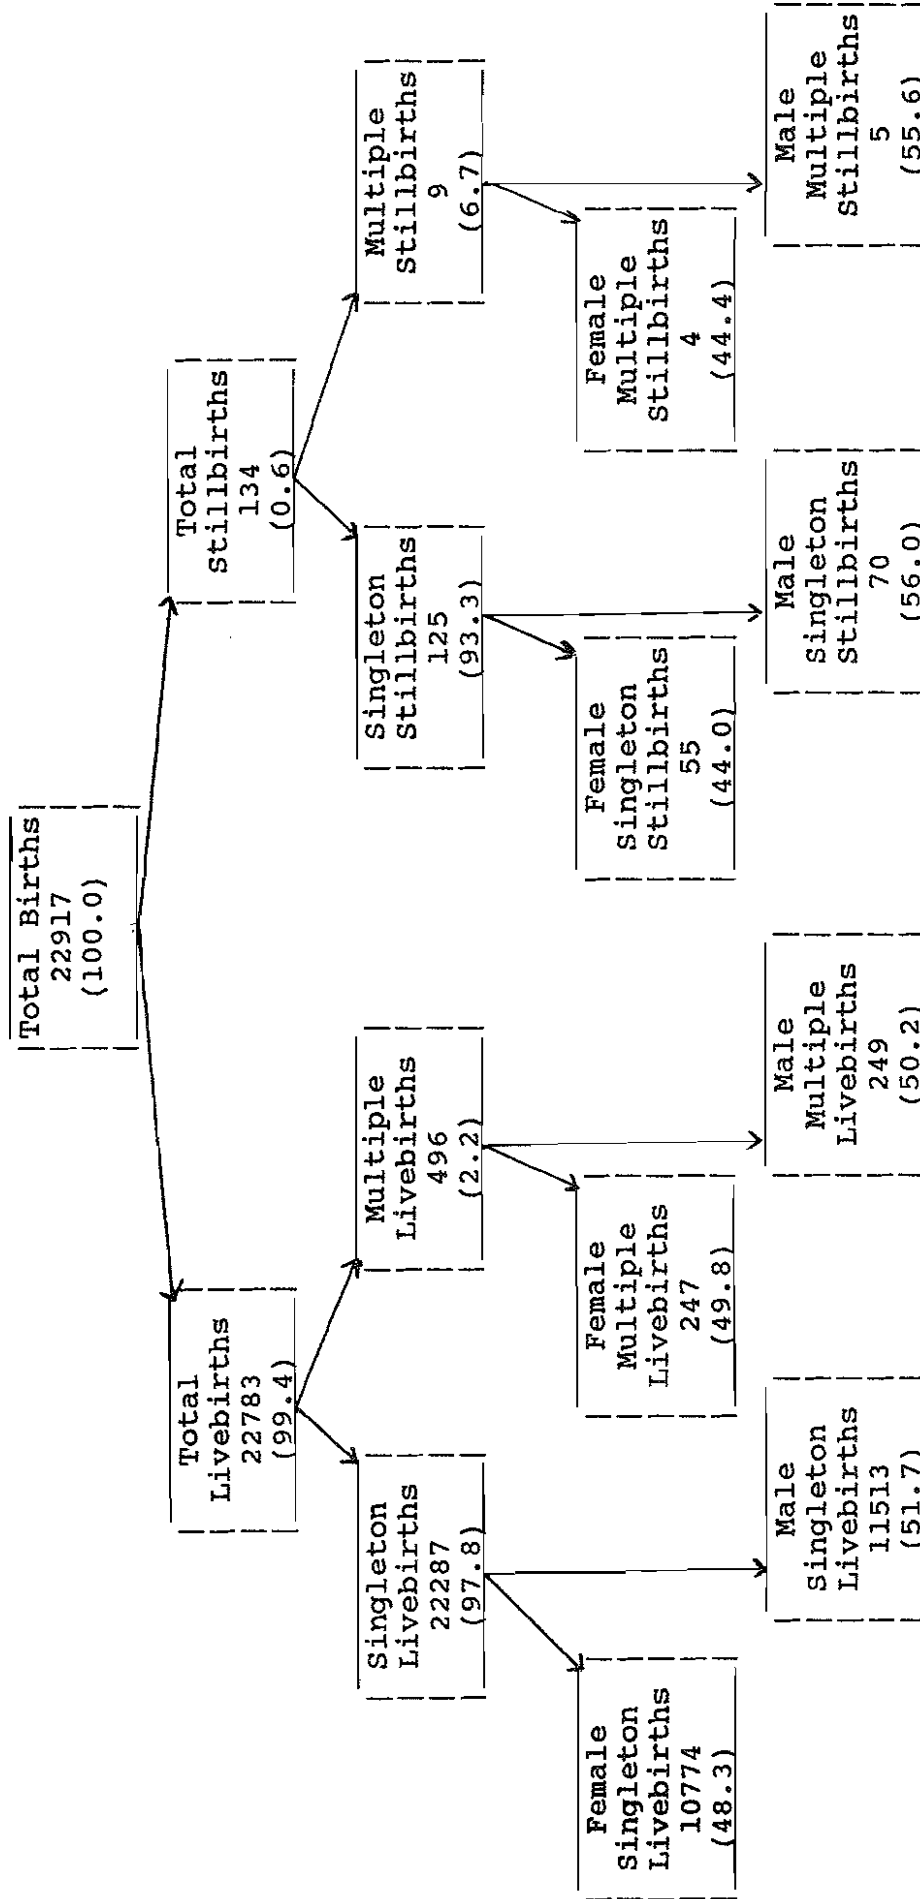 Total Births
22917
(100.0)
Total
Livebirths
22783
(99.4)
Total
Stillbirths
134
(0.6)
Singleton
Livebirths
22287
(97.8)
Multiple
Livebirths
496
(2.2)
Singleton
Stillbirths
125
(93.3)
Multiple
Stillbirths
9
(6.7)
Female
Singleton
Livebirths
10774
(48.3)
Female
Multiple
Livebirths
247
(49.8)
Female
Singleton
Stillbirths
55
(44.0)
Female
Multiple
Stillbirths
4
(44.4)
Male
Singleton
Livebirths
11513
(51.7)
Male
Multiple
Livebirths
249
(50.2)
Male
Singleton
Stillbirths
70
(56.0)
Male
Multiple
Stillbirths
5
(55.6)